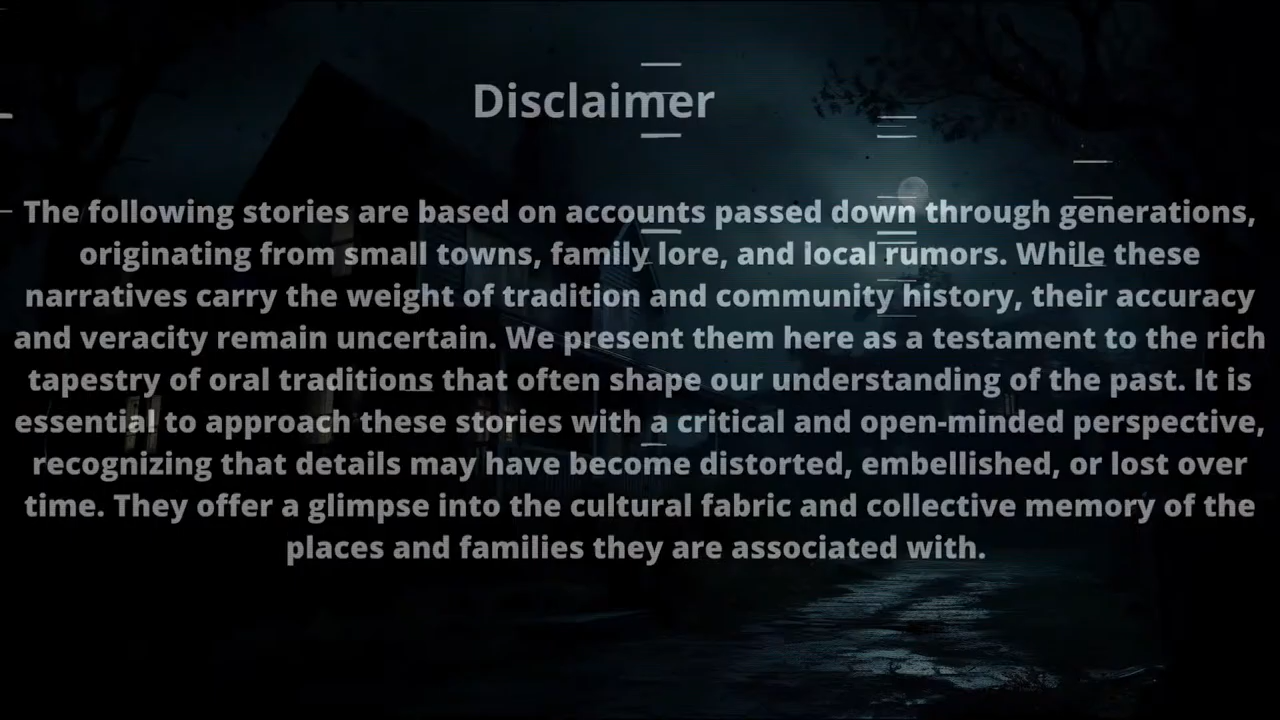 Disclaimer
The following stories are based on accounts passed down through generations,
originating from small towns, family lore, and local rumors. While these
narratives carry the weight of tradition and community history, their accuracy
and veracity remain uncertain. We present them here as a testament to the rich
tapestry of oral traditions that often shape our understanding of the past. It is
essential to approach these stories with a critical and open-minded perspective,
recognizing that details may have become distorted, embellished, or lost over
time. They offer a glimpse into the cultural fabric and collective memory of the
places and families they are associated with.